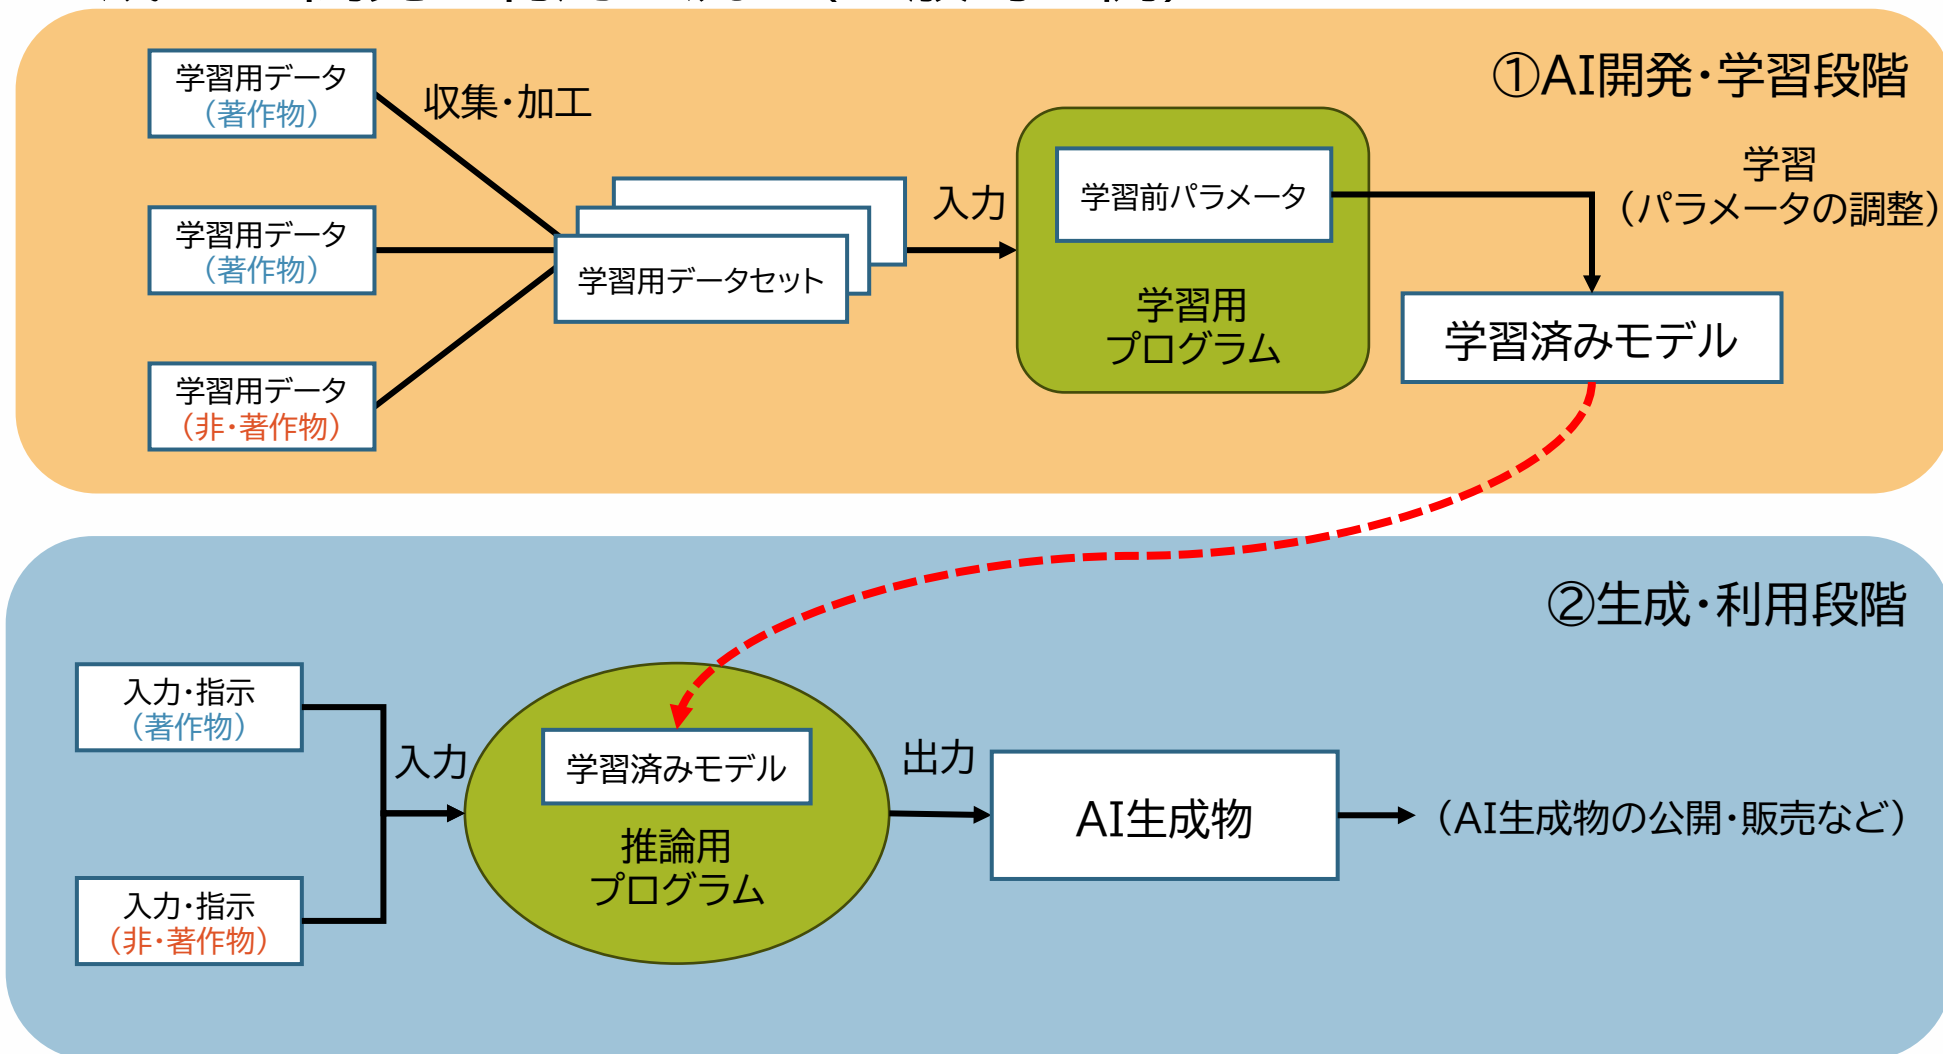 ①AI開発・学習段階
学習用データ
（著作物）
収集・加工
学習用データ
（著作物）
学習用データ
（非・著作物）
学習用データセット
入力
学習前パラメータ
学習用
プログラム
学習
（パラメータの調整）
学習済みモデル
②生成・利用段階
入力・指示
（著作物）
入力・指示
（非・著作物）
入力
学習済みモデル
推論用
プログラム
出力
AI生成物
（AI生成物の公開・販売など）